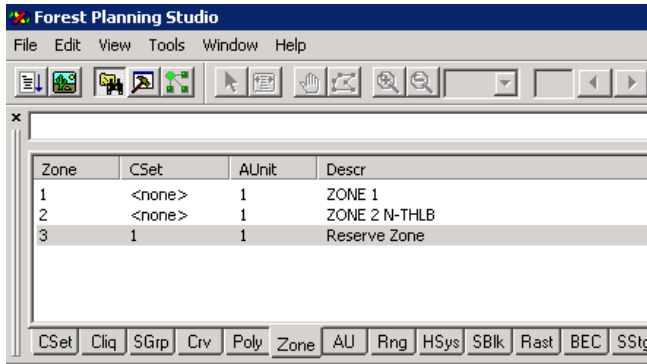 Forest Planning Studio
File Edit View Tools Window Help
Zone CSet AUnit Descr
1 <none> 1 ZONE 1
2 <none> 1 ZONE 2 N-THLB
3 1 1 Reserve Zone
CSet Cliq SGrp Crv Poly Zone AU Rng HSys SBlk Rast BEC